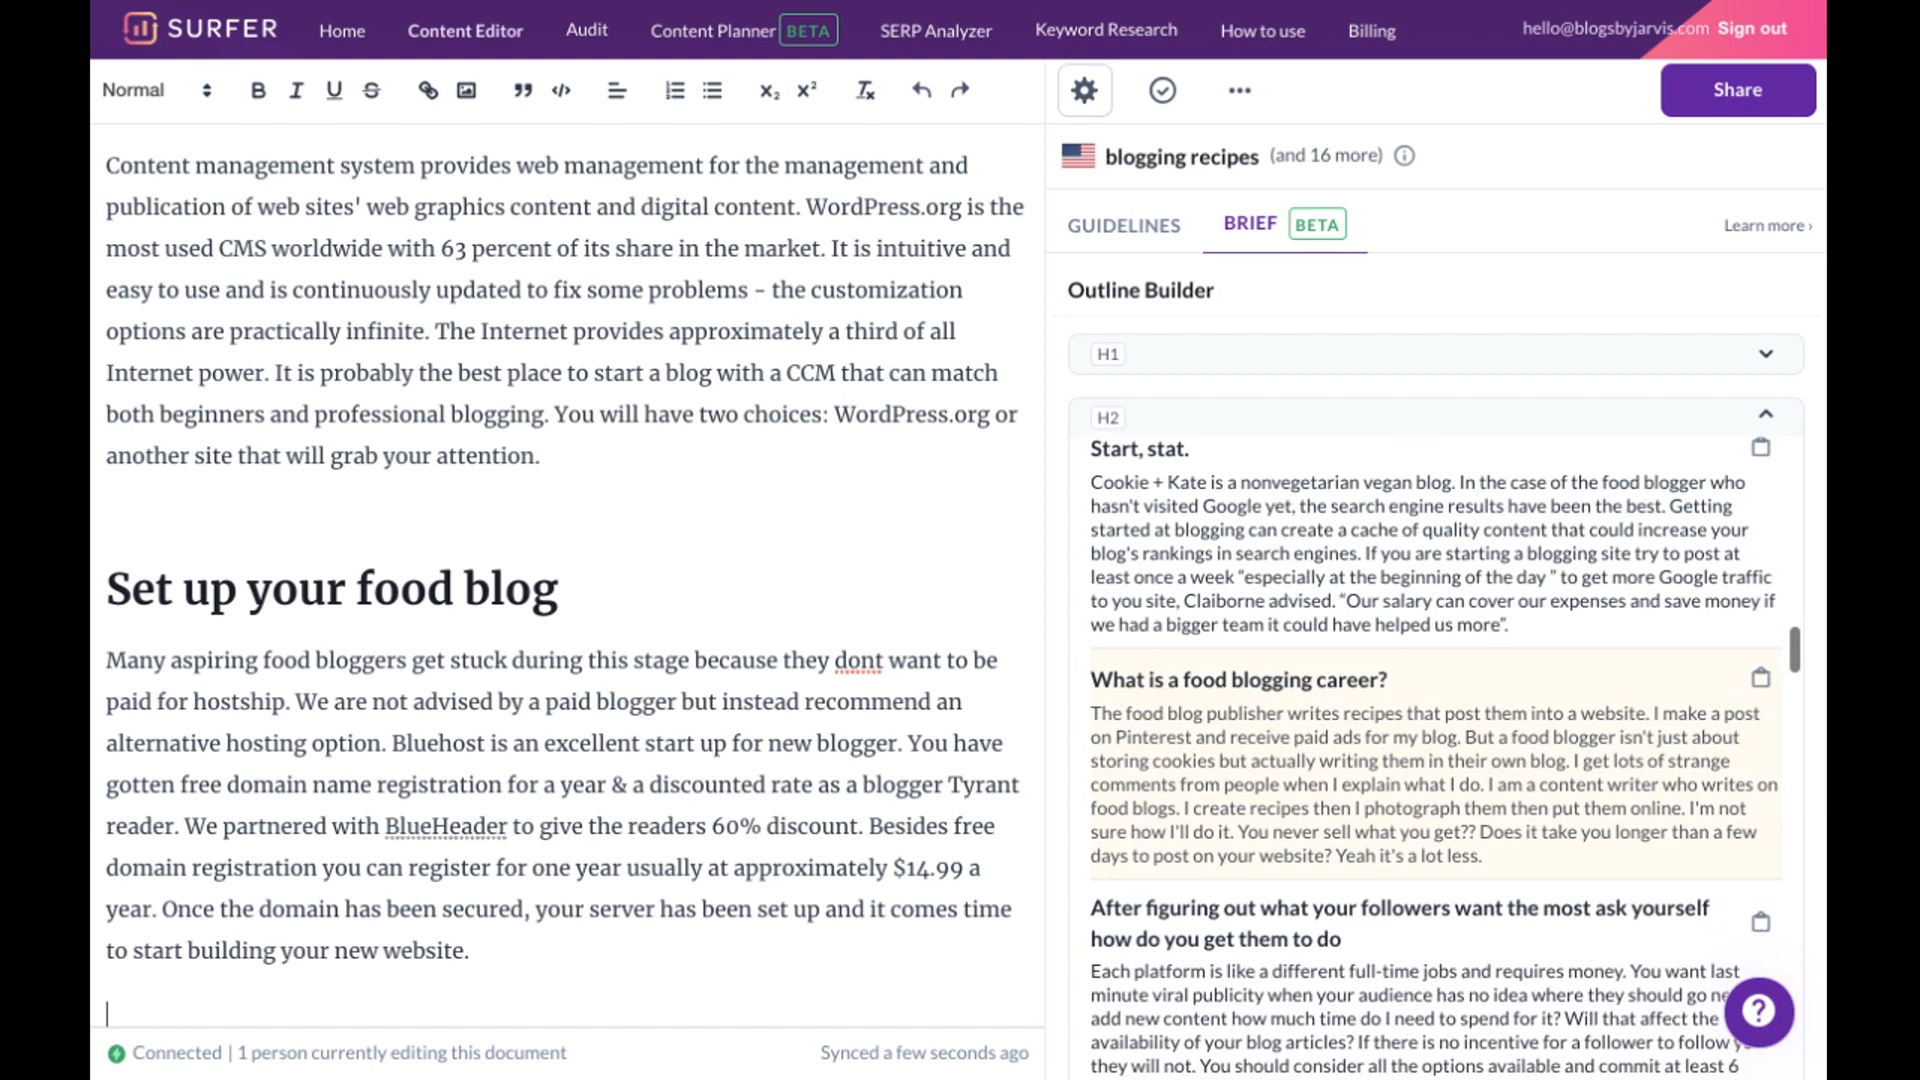 SURFER
Home
Content Editor
Audit
Content Planner BETA
SERP Analyzer
Keyword Research
How to use
Billing
hello@blogsbyjarvis.com
Sign out
Normal
B I U S
X₂ X²
Share
Content management system provides web management for the management and
publication of web sites' web graphics content and digital content. WordPress.org is the
most used CMS worldwide with 63 percent of its share in the market. It is intuitive and
easy to use and is continuously updated to fix some problems - the customization
options are practically infinite. The Internet provides approximately a third of all
Internet power. It is probably the best place to start a blog with a CCM that can match
both beginners and professional blogging. You will have two choices: WordPress.org or
another site that will grab your attention.
Set up your food blog
Many aspiring food bloggers get stuck during this stage because they dont want to be
paid for hostship. We are not advised by a paid blogger but instead recommend an
alternative hosting option. Bluehost is an excellent start up for new blogger. You have
gotten free domain name registration for a year & a discounted rate as a blogger Tyrant
reader. We partnered with BlueHeader to give the readers 60% discount. Besides free
domain registration you can register for one year usually at approximately $14.99 a
year. Once the domain has been secured, your server has been set up and it comes time
to start building your new website.
Connected | 1 person currently editing this document
Synced a few seconds ago
blogging recipes (and 16 more)
GUIDELINES
BRIEF BETA
Learn more ›
Outline Builder
H1
H2
Start, stat.
Cookie + Kate is a nonvegetarian vegan blog. In the case of the food blogger who
hasn't visited Google yet, the search engine results have been the best. Getting
started at blogging can create a cache of quality content that could increase your
blog's rankings in search engines. If you are starting a blogging site try to post at
least once a week “especially at the beginning of the day ” to get more Google traffic
to you site, Claiborne advised. “Our salary can cover our expenses and save money if
we had a bigger team it could have helped us more”.
What is a food blogging career?
The food blog publisher writes recipes that post them into a website. I make a post
on Pinterest and receive paid ads for my blog. But a food blogger isn't just about
storing cookies but actually writing them in their own blog. I get lots of strange
comments from people when I explain what I do. I am a content writer who writes on
food blogs. I create recipes then I photograph them then put them online. I'm not
sure how I'll do it. You never sell what you get?? Does it take you longer than a few
days to post on your website? Yeah it's a lot less.
After figuring out what your followers want the most ask yourself
how do you get them to do
Each platform is like a different full-time jobs and requires money. You want last
minute viral publicity when your audience has no idea where they should go
add new content how much time do I need to spend for it? Will that affect the
availability of your blog articles? If there is no incentive for a follower to follow
they will not. You should consider all the options available and commit at least 6